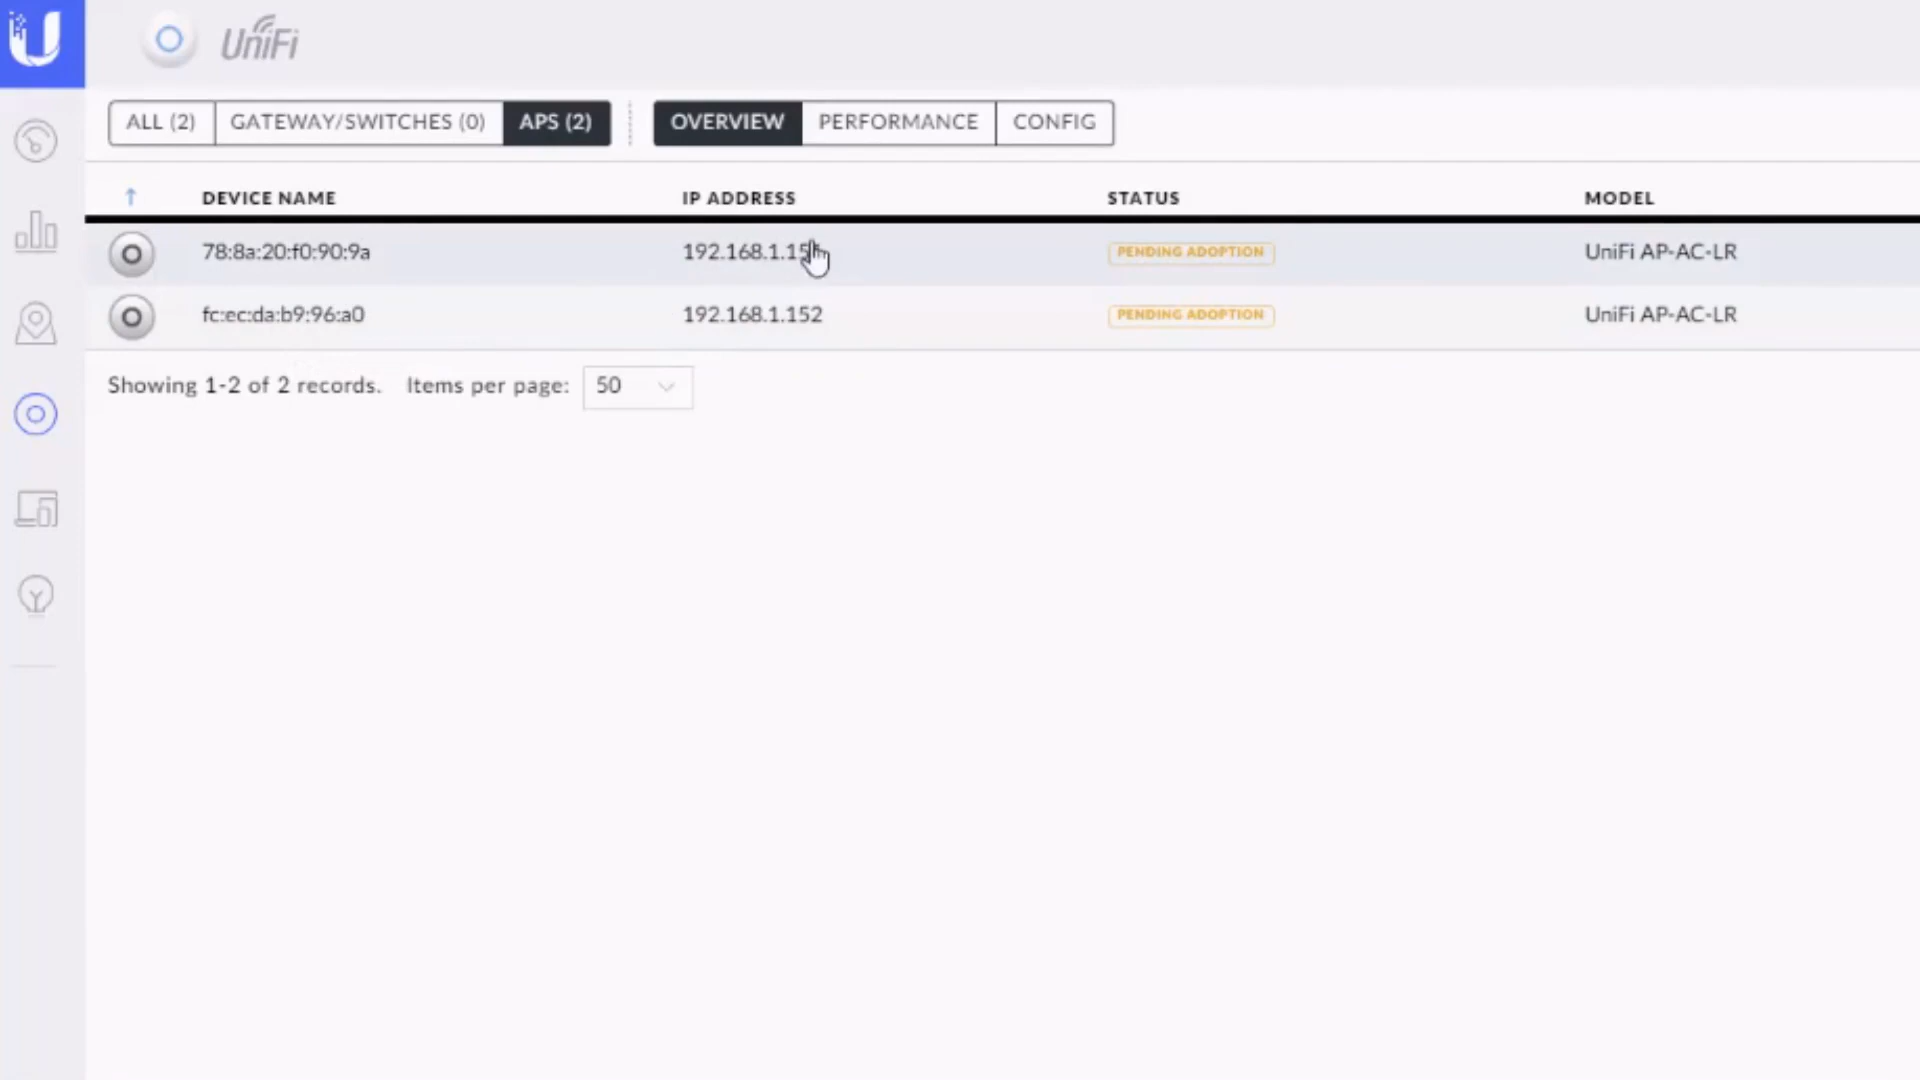 UniFi
ALL (2) GATEWAY/SWITCHES (0) APS (2) OVERVIEW PERFORMANCE CONFIG
DEVICE NAME IP ADDRESS STATUS MODEL
78:8a:20:f0:90:9a PENDING ADOPTION UniFi AP-AC-LR
fc:ec:da:b9:96:a0 192.168.1.152 PENDING ADOPTION UniFi AP-AC-LR
Showing 1-2 of 2 records. Items per page: 50